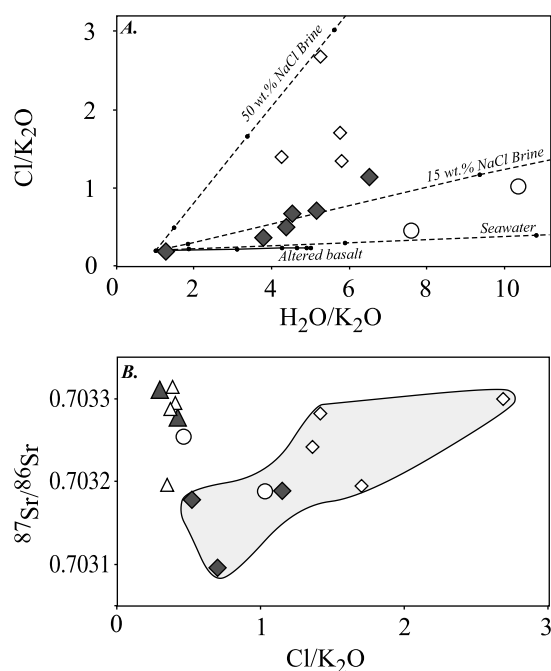 A.
3
2
1
0
Cl/K₂O
50 wt.% NaCl Brine
15 wt.% NaCl Brine
Seawater
Altered basalt
0 2 4 6 8 10
H₂O/K₂O
B.
0.7033
0.7032
0.7031
⁸⁷Sr/⁸⁶Sr
0 1 2 3
Cl/K₂O